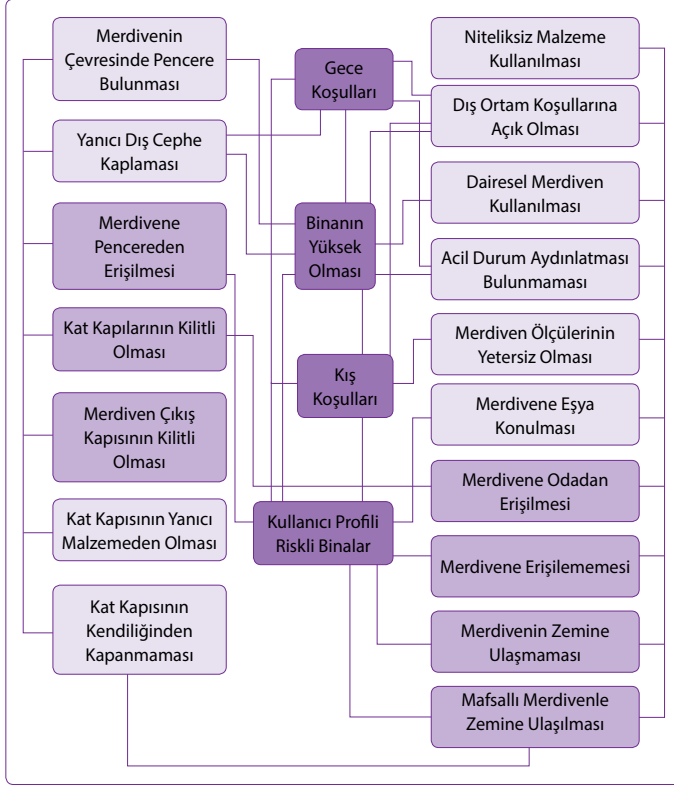 Merdivenin
Çevresinde Pencere
Bulunması
Yanıcı Dış Cephe
Kaplaması
Merdivene
Pencereden
Erişilmesi
Kat Kapılarının Kilitli
Olması
Merdiven Çıkış
Kapısının Kilitli
Olması
Kat Kapısının Yanıcı
Malzemeden Olması
Kat Kapısının
Kendiliğinden
Kapanmaması
Gece
Koşulları
Binanın
Yüksek
Olması
Kış
Koşulları
Kullanıcı Profili
Riskli Binalar
Niteliksiz Malzeme
Kullanılması
Dış Ortam Koşullarına
Açık Olması
Dairesel Merdiven
Kullanılması
Acil Durum Aydınlatması
Bulunmaması
Merdiven Ölçülerinin
Yetersiz Olması
Merdivene Eşya
Konulması
Merdivene Odadan
Erişilmesi
Merdivene Erişilememesi
Merdivenin Zemine
Ulaşmaması
Mafsallı Merdivenle
Zemine Ulaşılması